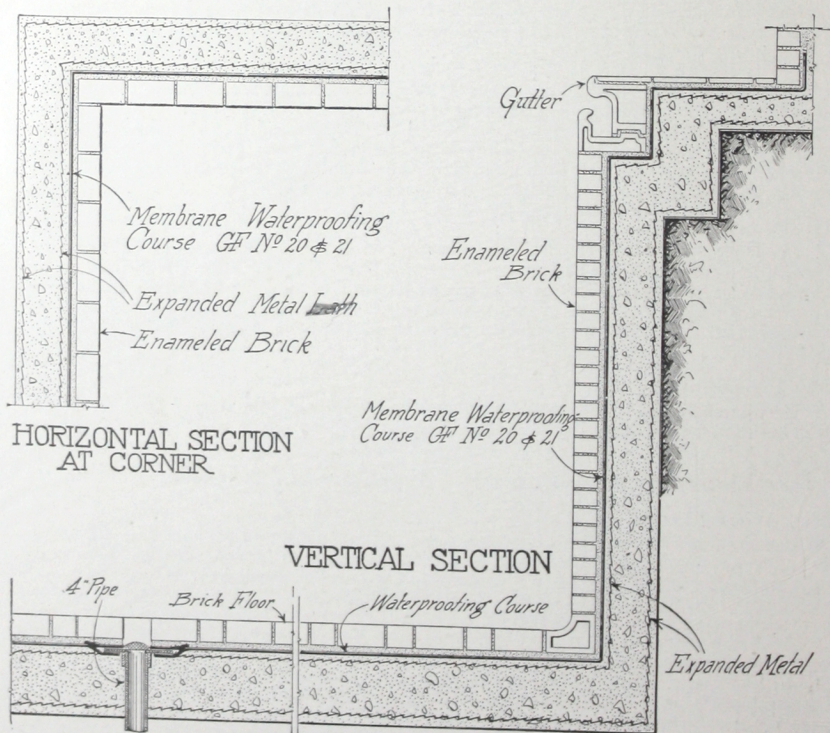 Gutter
Membrane Waterproofing
Course GF Nº 20 & 21
Enameled
Brick
Expanded Metal Lath
Enameled Brick
Membrane Waterproofing
Course GF Nº 20 & 21
HORIZONTAL SECTION
AT CORNER
VERTICAL SECTION
4" Pipe
Brick Floor
Waterproofing Course
Expanded Metal